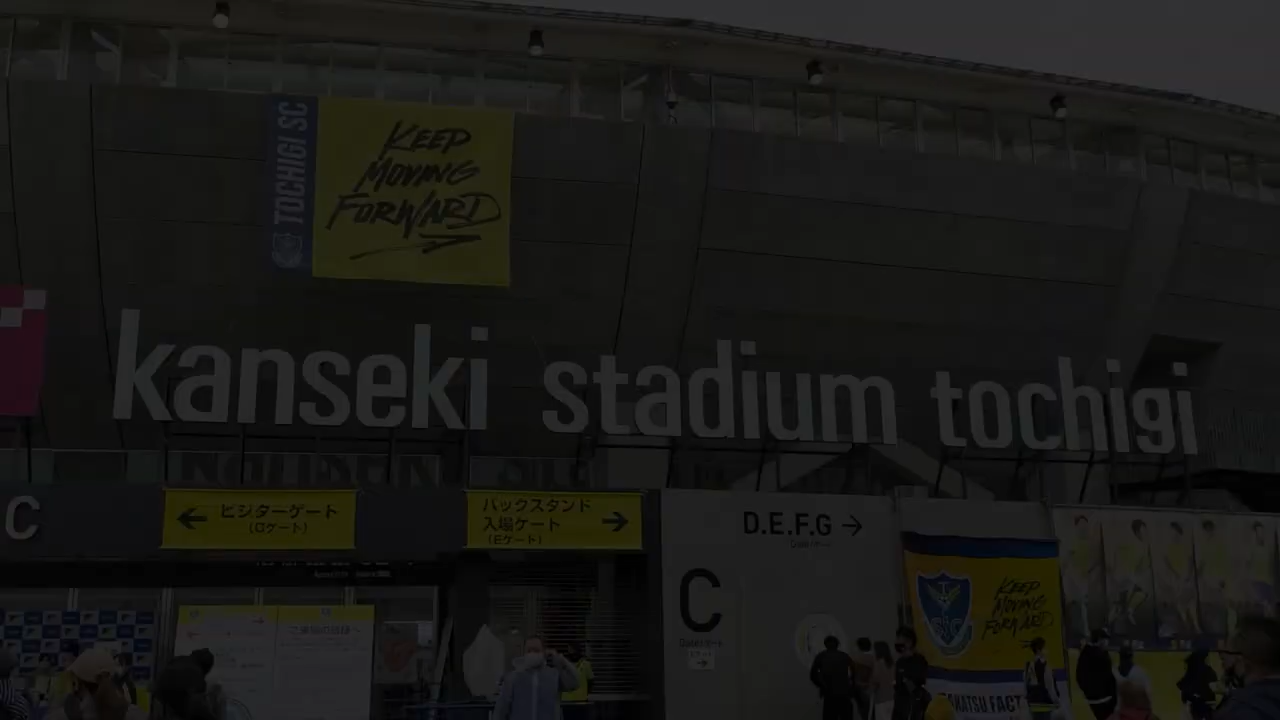 TOCHIGI SC
KEEP
MOVING
FORWARD
kanseki stadium tochigi
C
← ビジターゲート
(Gゲート)
バックスタンド
入場ゲート →
(Eゲート)
D.E.F.G →
C
KEEP
MOVING
FORWARD